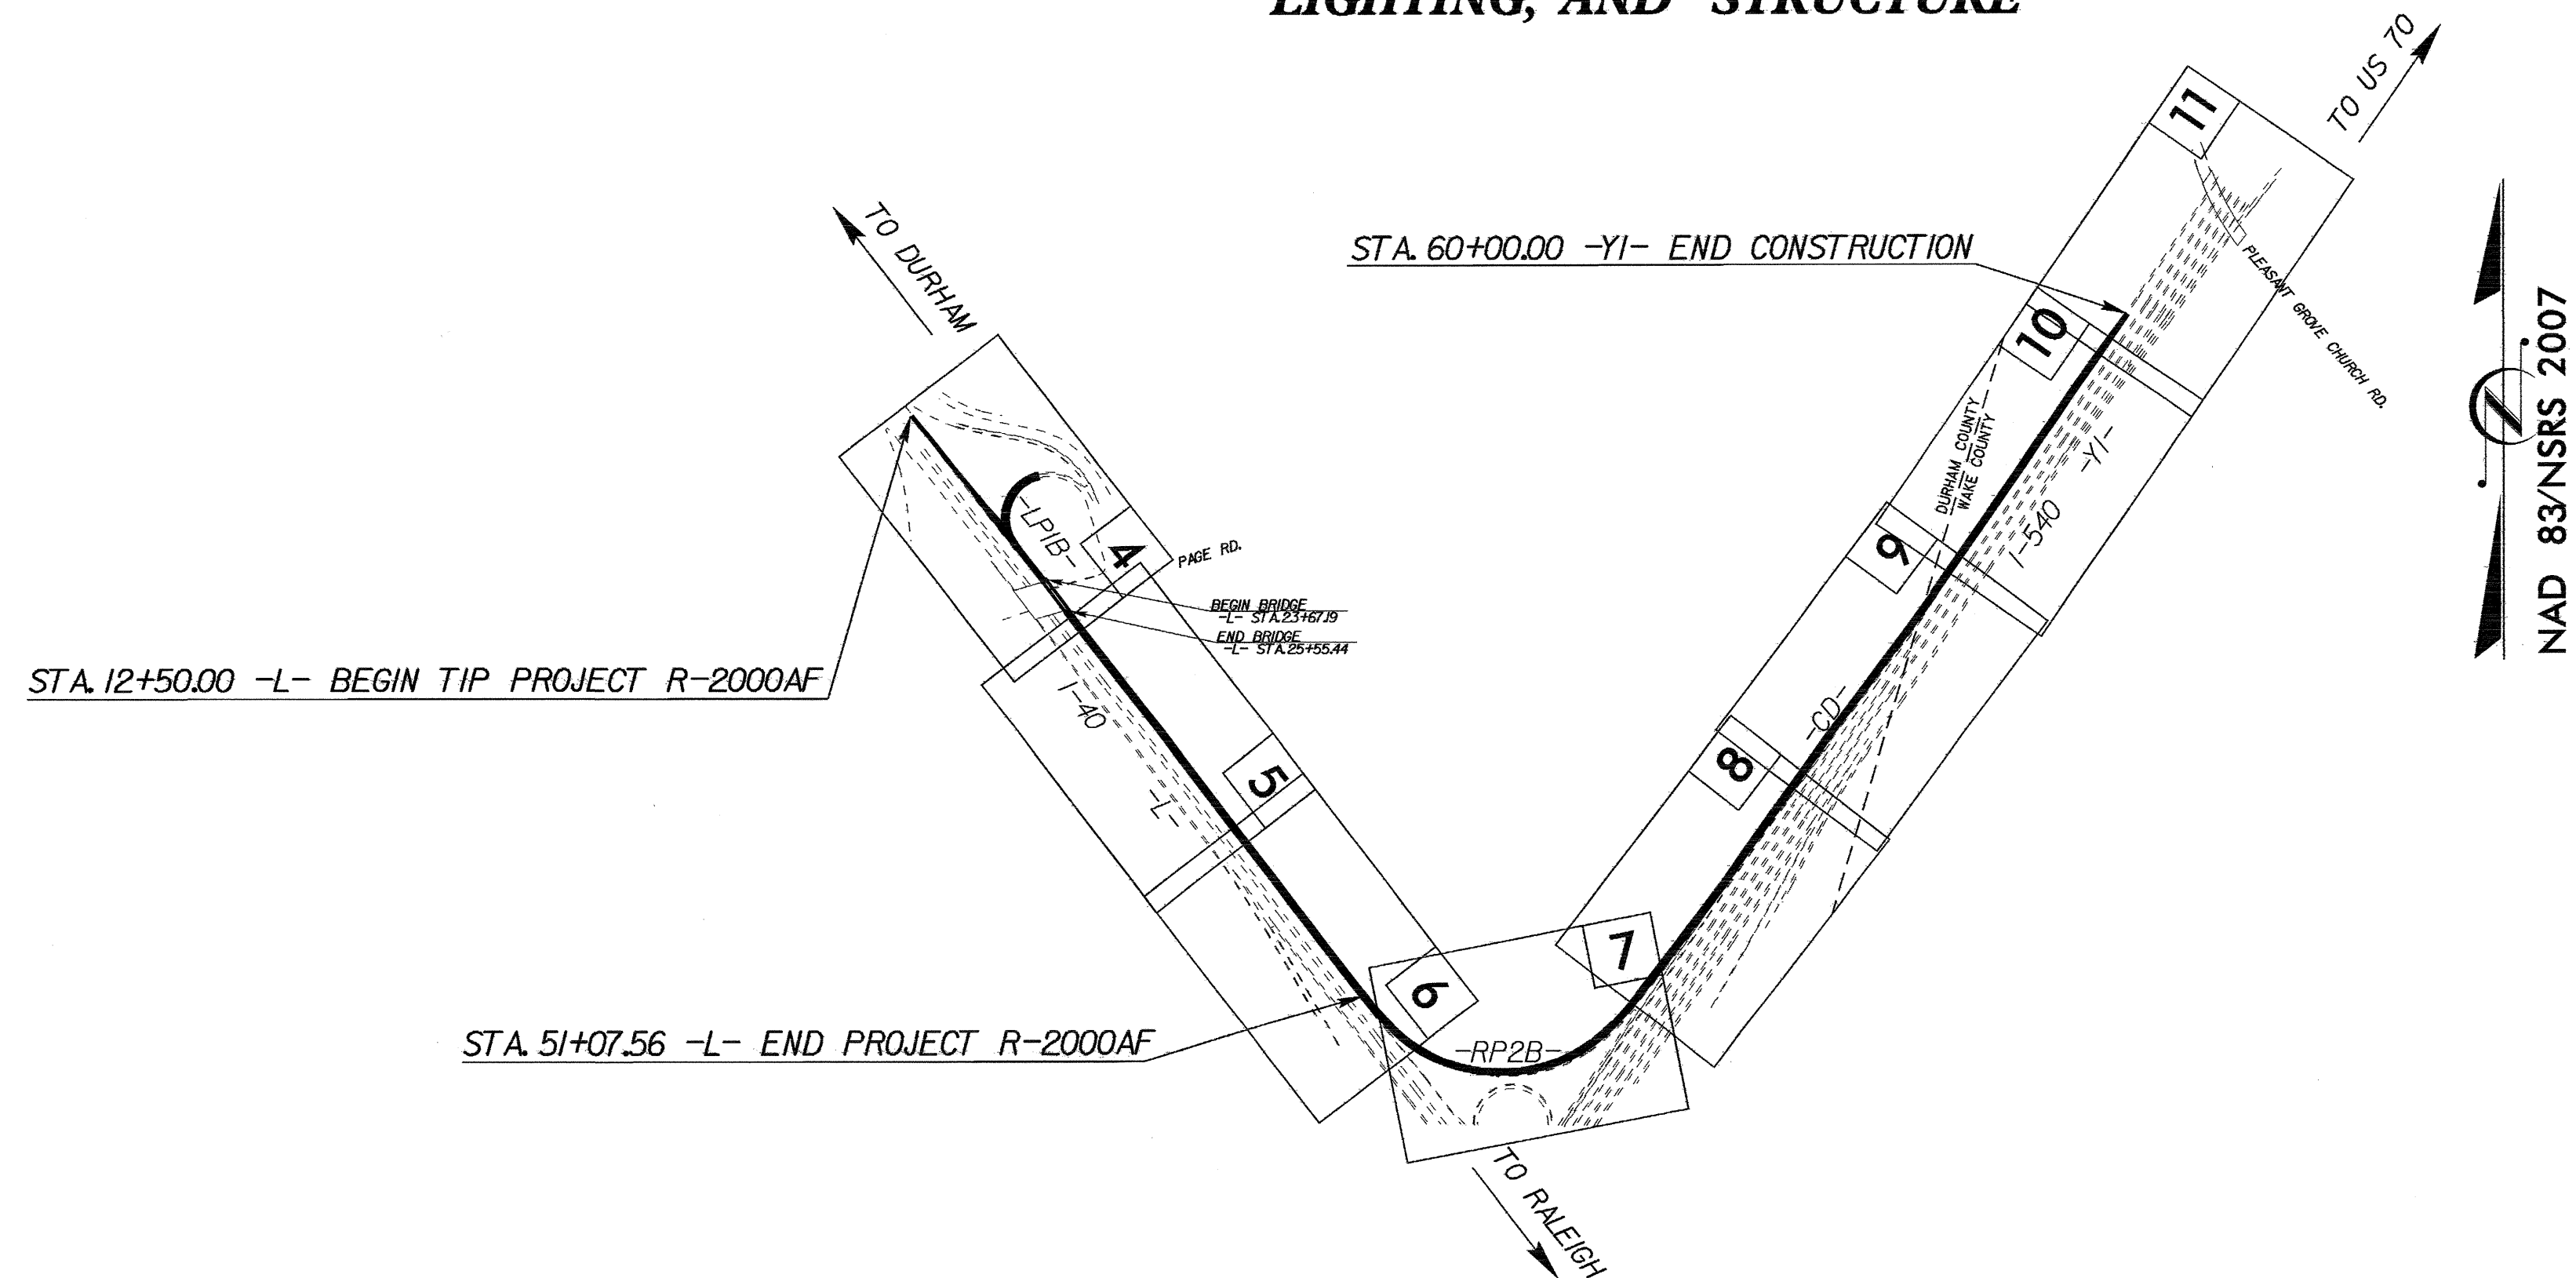 LIGHTING, AND STRUCTURE
TO US 70
11
TO DURHAM
STA. 60+00.00 -Y1- END CONSTRUCTION
PLEASANT GROVE CHURCH RD.
10
NAD 83/NSRS 2007
DURHAM COUNTY
WAKE COUNTY
-Y1-
-LP1B-
4
PAGE RD.
9
I-540
BEGIN BRIDGE
-L- STA.23+67.19
END BRIDGE
-L- STA.25+55.44
STA. 12+50.00 -L- BEGIN TIP PROJECT R-2000AF
I-40
-CD-
5
8
-L-
7
6
STA. 51+07.56 -L- END PROJECT R-2000AF
-RP2B-
TO RALEIGH